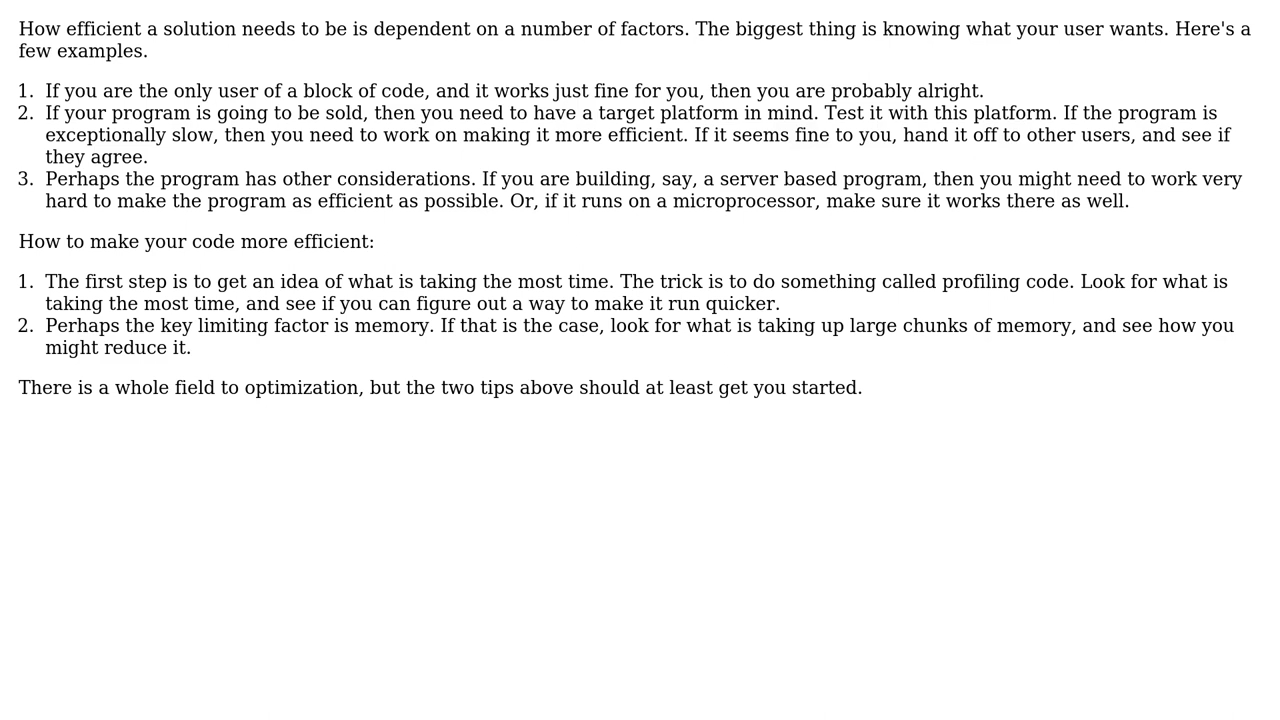 How efficient a solution needs to be is dependent on a number of factors. The biggest thing is knowing what your user wants. Here's a
few examples.
1. If you are the only user of a block of code, and it works just fine for you, then you are probably alright.
2. If your program is going to be sold, then you need to have a target platform in mind. Test it with this platform. If the program is
exceptionally slow, then you need to work on making it more efficient. If it seems fine to you, hand it off to other users, and see if
they agree.
3. Perhaps the program has other considerations. If you are building, say, a server based program, then you might need to work very
hard to make the program as efficient as possible. Or, if it runs on a microprocessor, make sure it works there as well.
How to make your code more efficient:
1. The first step is to get an idea of what is taking the most time. The trick is to do something called profiling code. Look for what is
taking the most time, and see if you can figure out a way to make it run quicker.
2. Perhaps the key limiting factor is memory. If that is the case, look for what is taking up large chunks of memory, and see how you
might reduce it.
There is a whole field to optimization, but the two tips above should at least get you started.